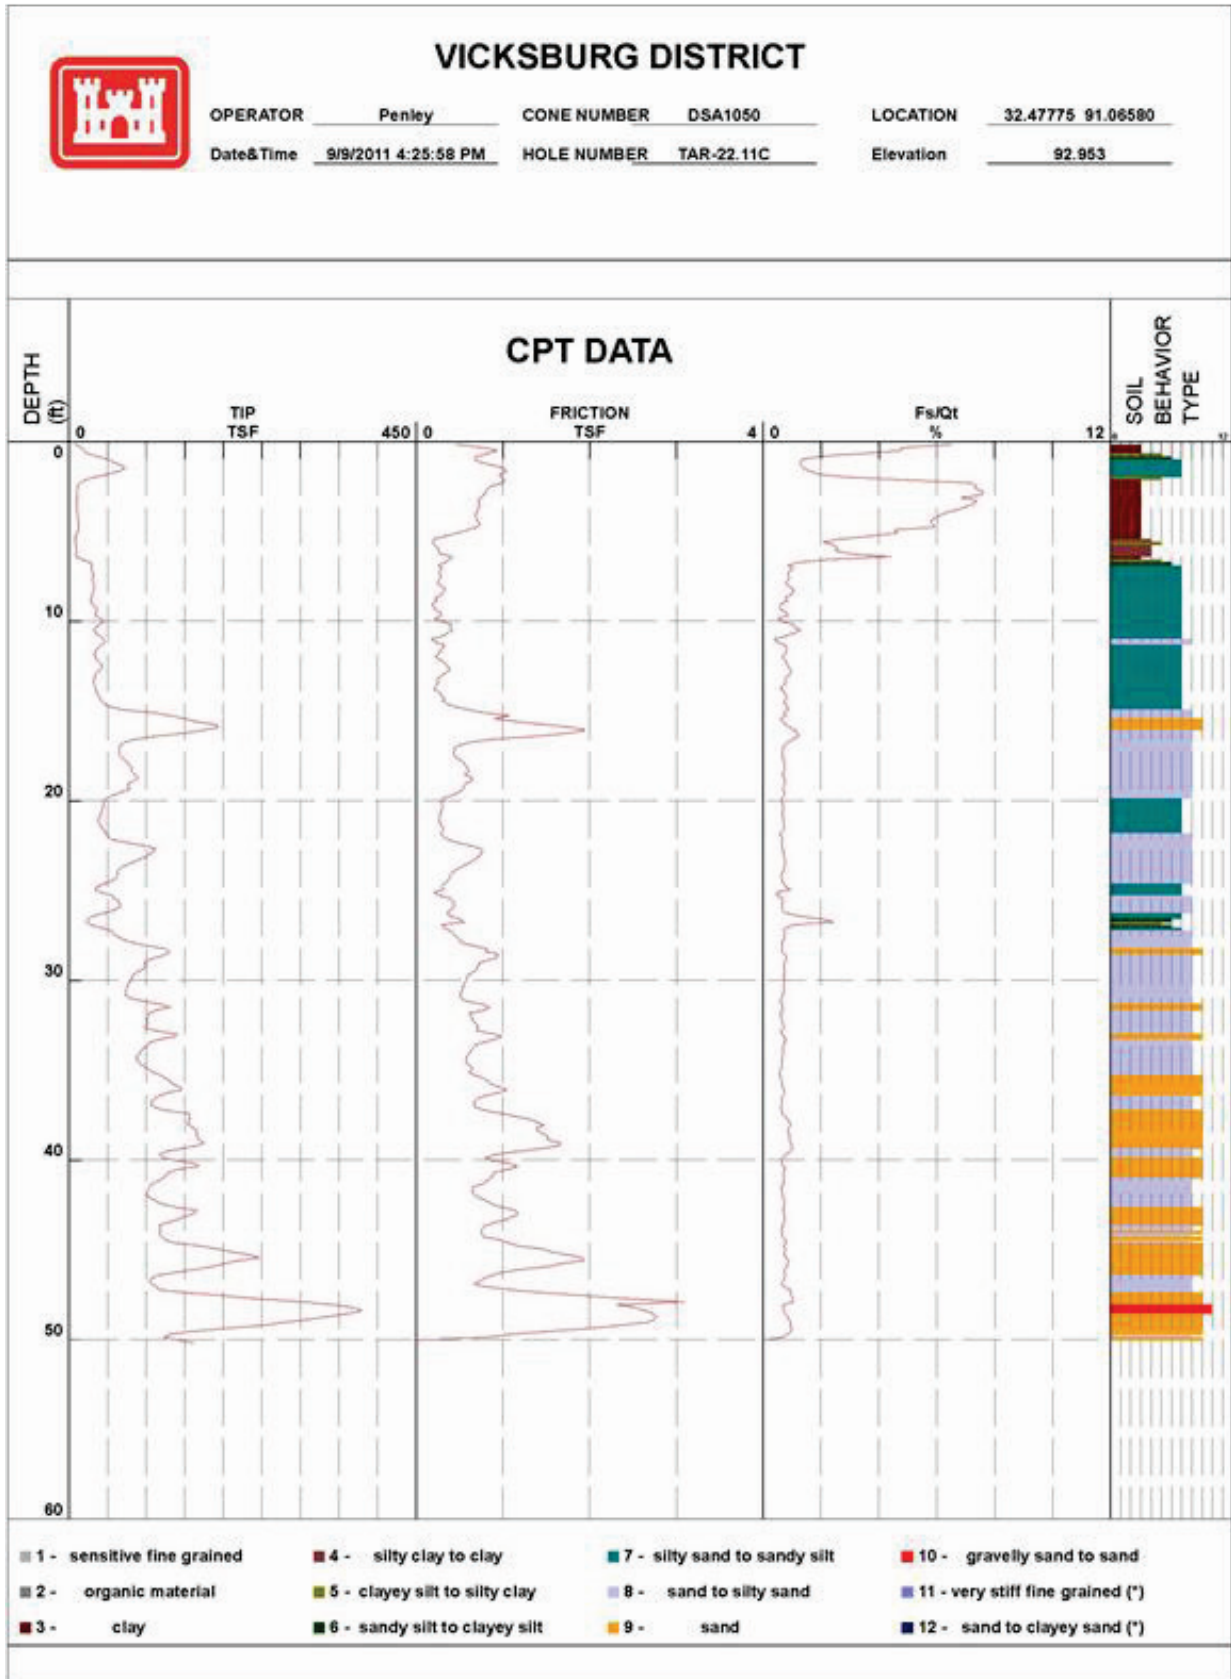 VICKSBURG DISTRICT
OPERATOR Penley CONE NUMBER DSA1050 LOCATION 32.47775 91.06580
Date&Time 9/9/2011 4:25:58 PM HOLE NUMBER TAR-22.11C Elevation 92.953
CPT DATA
DEPTH
(ft)
TIP
TSF
0 450
FRICTION
TSF
0 4
Fs/Qt
%
0 12
SOIL
BEHAVIOR
TYPE
12
0
10
20
30
40
50
60
1 - sensitive fine grained
2 - organic material
3 - clay
4 - silty clay to clay
5 - clayey silt to silty clay
6 - sandy silt to clayey silt
7 - silty sand to sandy silt
8 - sand to silty sand
9 - sand
10 - gravelly sand to sand
11 - very stiff fine grained (*)
12 - sand to clayey sand (*)